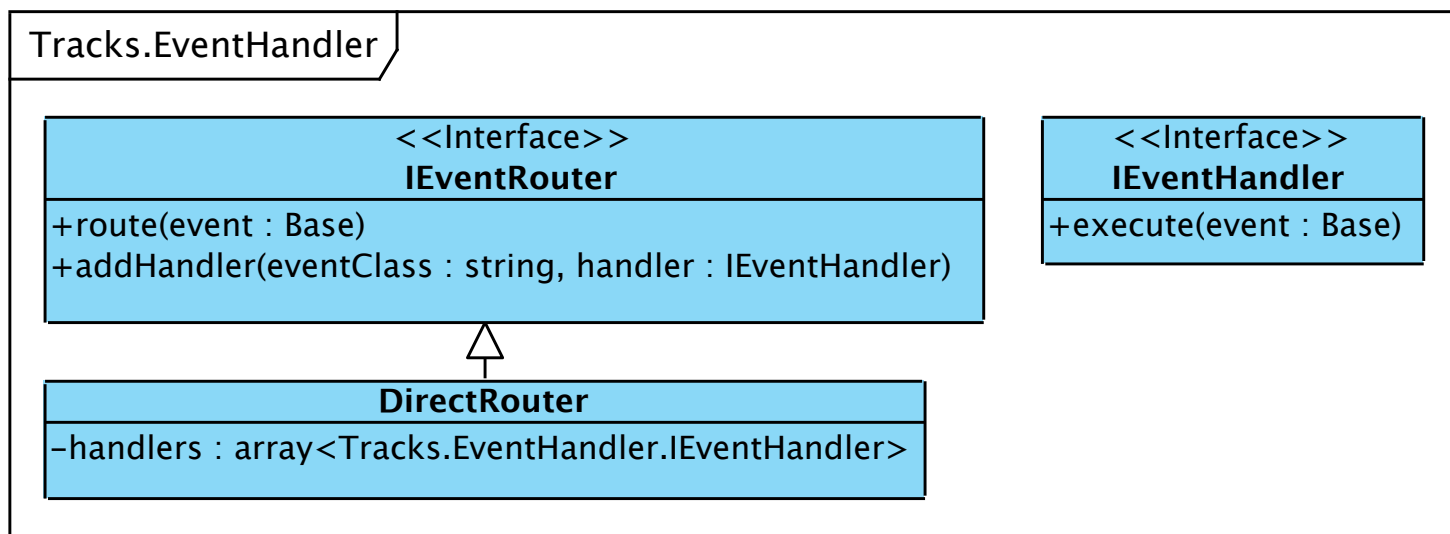 Tracks.EventHandler
<<Interface>>
IEventRouter
+route(event : Base)
+addHandler(eventClass : string, handler : IEventHandler)
<<Interface>>
IEventHandler
+execute(event : Base)
DirectRouter
-handlers : array<Tracks.EventHandler.IEventHandler>